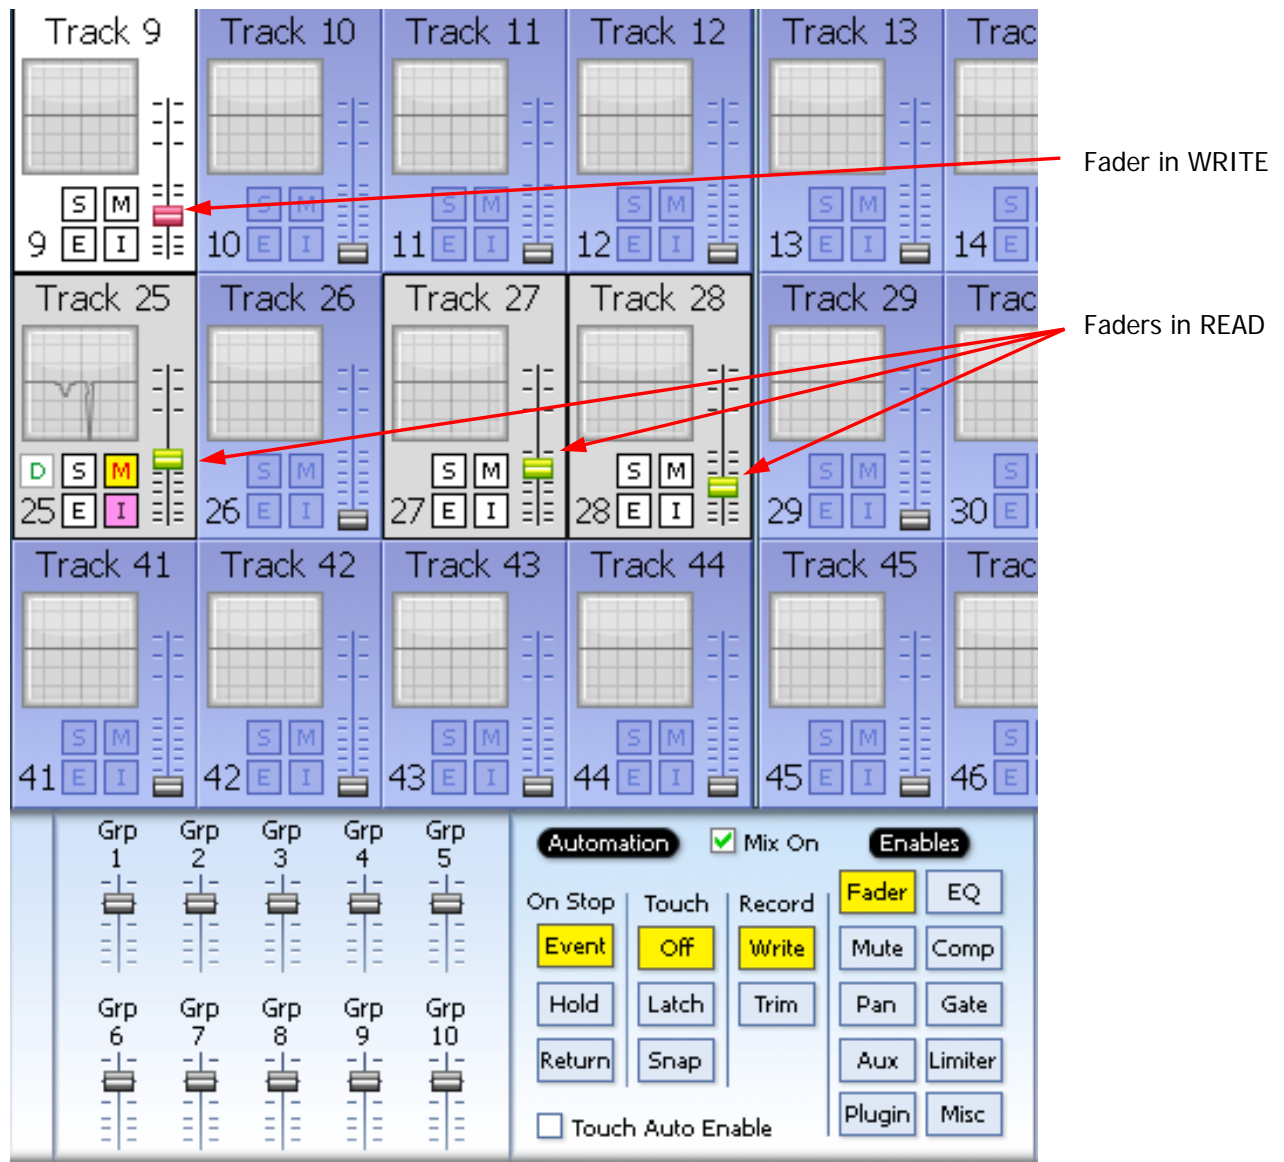 Track 9 Track 10 Track 11 Track 12 Track 13 Trac
Fader in WRITE
S M S M S M S M S M S
9 E I 10 E I 11 E I 12 E I 13 E I 14 E
Track 25 Track 26 Track 27 Track 28 Track 29 Trac
Faders in READ
D S M S M S M S M S M S
25 E I 26 E I 27 E I 28 E I 29 E I 30 E
Track 41 Track 42 Track 43 Track 44 Track 45 Trac
S M S M S M S M S M S
41 E I 42 E I 43 E I 44 E I 45 E I 46 E
Grp Grp Grp Grp Grp
1 2 3 4 5
Grp Grp Grp Grp Grp
6 7 8 9 10
Automation Mix On Enables
On Stop Touch Record Fader EQ
Event Off Write Mute Comp
Hold Latch Trim Pan Gate
Return Snap Aux Limiter
Touch Auto Enable Plugin Misc